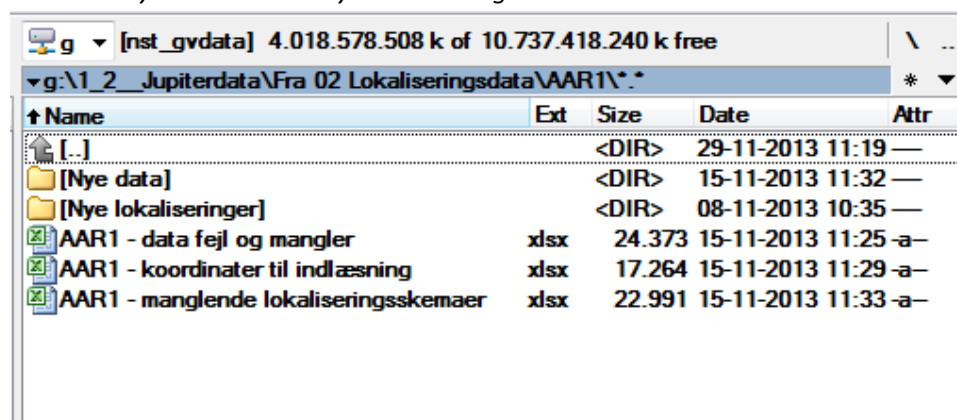 g [nst_gvdata] 4.018.578.508 k of 10.737.418.240 k free \ ..
g:\1_2__Jupiterdata\Fra 02 Lokaliseringsdata\AAR1\*.* *
Name Ext Size Date Attr
[..] <DIR> 29-11-2013 11:19 ----
[Nye data] <DIR> 15-11-2013 11:32 ----
[Nye lokaliseringer] <DIR> 08-11-2013 10:35 ----
AAR1 - data fejl og mangler xlsx 24.373 15-11-2013 11:25 -a--
AAR1 - koordinater til indlæsning xlsx 17.264 15-11-2013 11:29 -a--
AAR1 - manglende lokaliseringsskemaer xlsx 22.991 15-11-2013 11:33 -a--